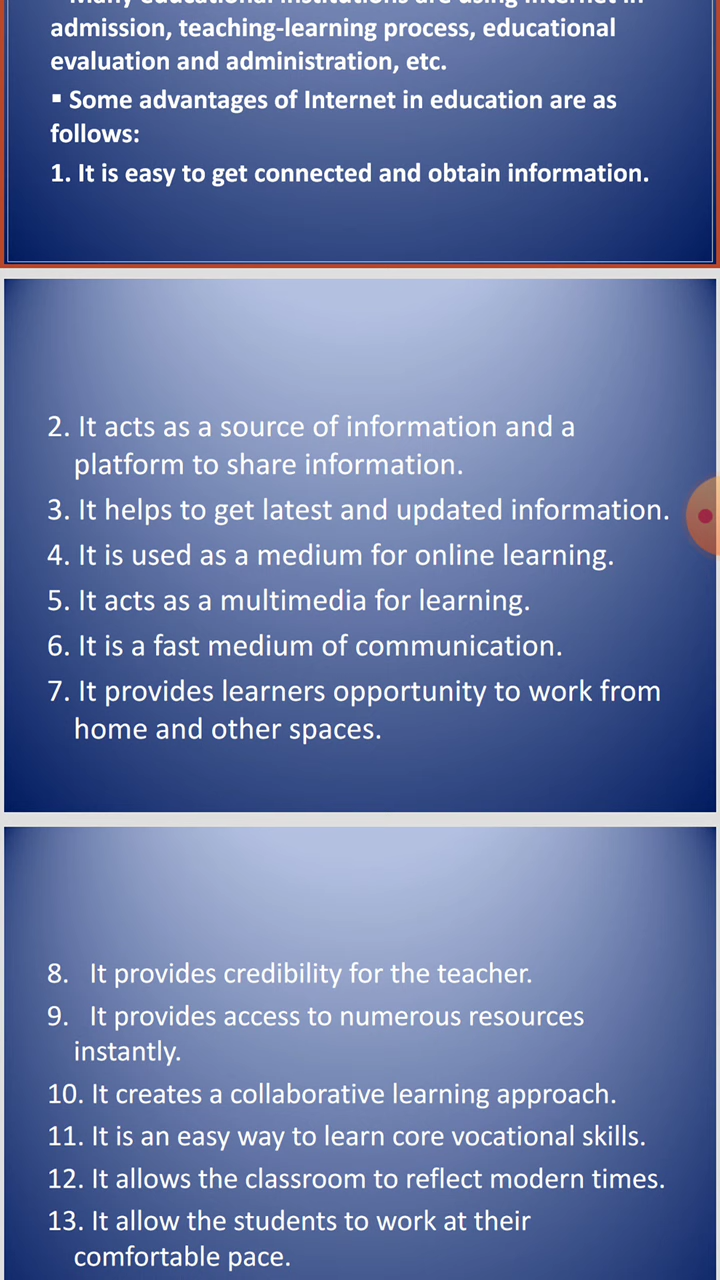 Many educational institutions are using Internet in
admission, teaching-learning process, educational
evaluation and administration, etc.
▪ Some advantages of Internet in education are as
follows:
1. It is easy to get connected and obtain information.
2. It acts as a source of information and a
platform to share information.
3. It helps to get latest and updated information.
4. It is used as a medium for online learning.
5. It acts as a multimedia for learning.
6. It is a fast medium of communication.
7. It provides learners opportunity to work from
home and other spaces.
8. It provides credibility for the teacher.
9. It provides access to numerous resources
instantly.
10. It creates a collaborative learning approach.
11. It is an easy way to learn core vocational skills.
12. It allows the classroom to reflect modern times.
13. It allow the students to work at their
comfortable pace.